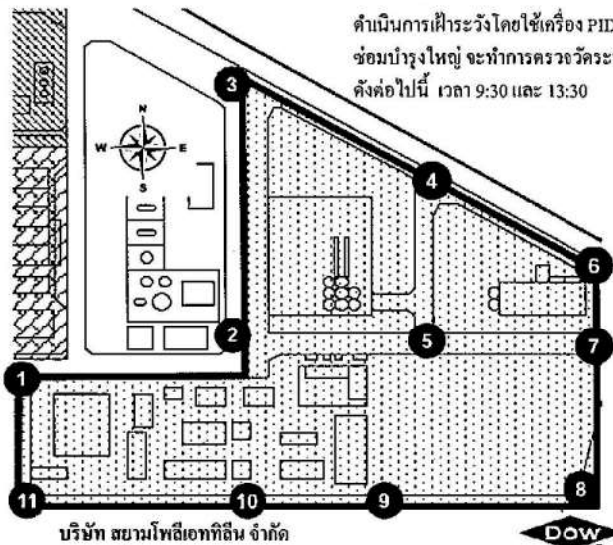 ดำเนินการเฝ้าระวังโดยใช้เครื่อง PID
ซ่อมบำรุงใหญ่ จะทำการตรวจวัดระ
ดังต่อไปนี้ เวลา 9:30 และ 13:30
3
N
W E
S
4
6
2
5
7
1
8
11
10
9
บริษัท สยามโพลีเอททิลีน จำกัด
DOW